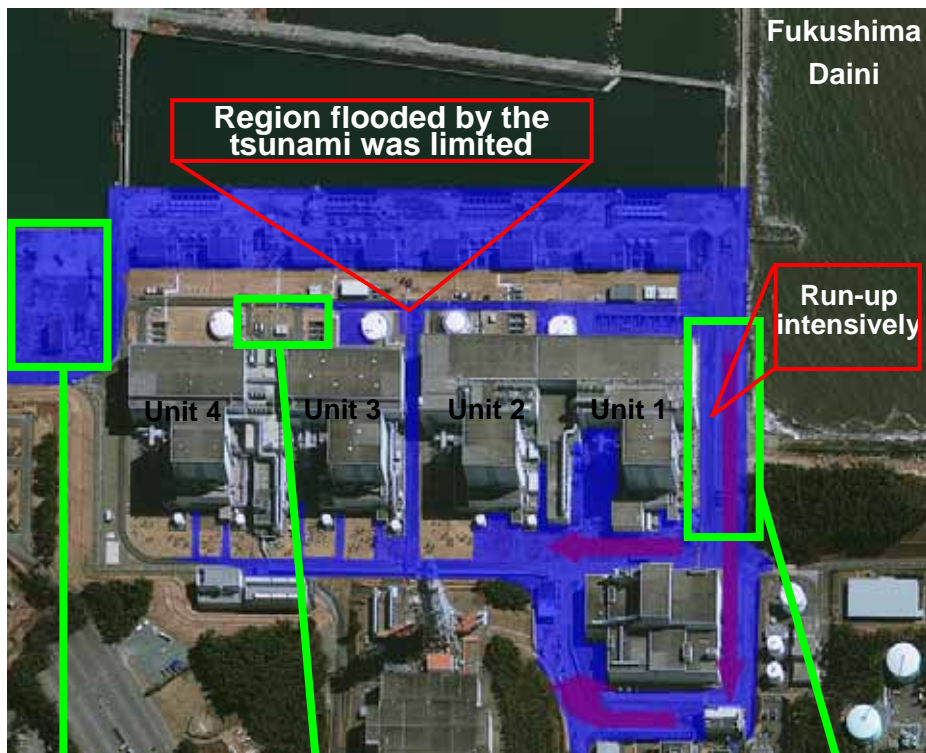 Fukushima
Daini
Region flooded by the
tsunami was limited
Run-up
intensively
Unit 4
Unit 3
Unit 2
Unit 1